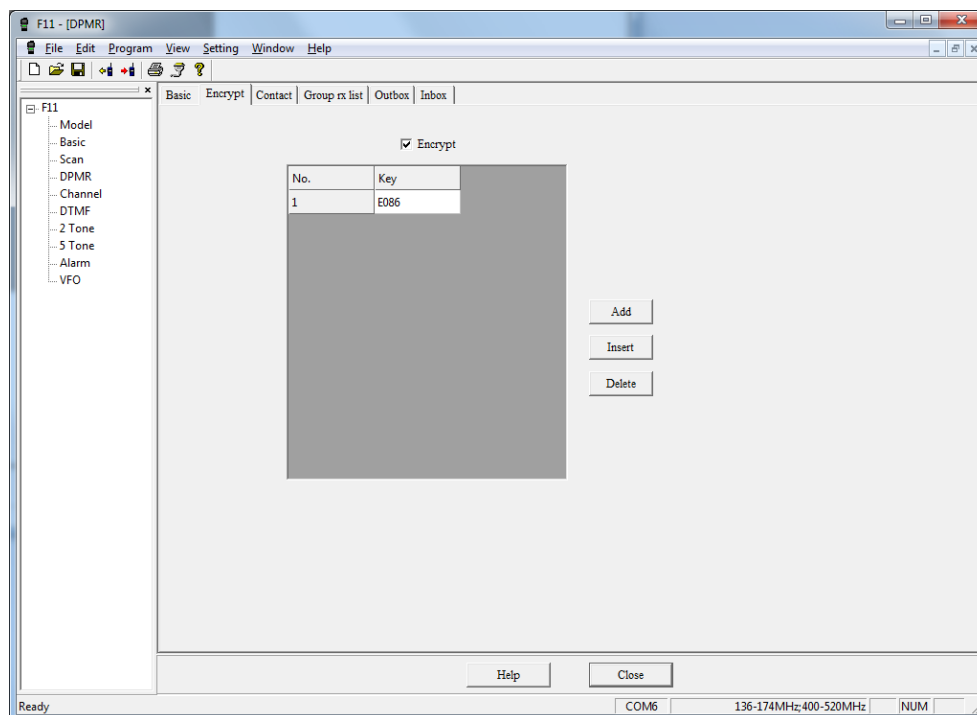 F11 - [DPMR]
File Edit Program View Setting Window Help
F11
Model
Basic
Scan
DPMR
Channel
DTMF
2 Tone
5 Tone
Alarm
VFO
Basic Encrypt Contact Group rx list Outbox Inbox
Encrypt
No. Key
1 E086
Add
Insert
Delete
Help Close
Ready COM6 136-174MHz;400-520MHz NUM